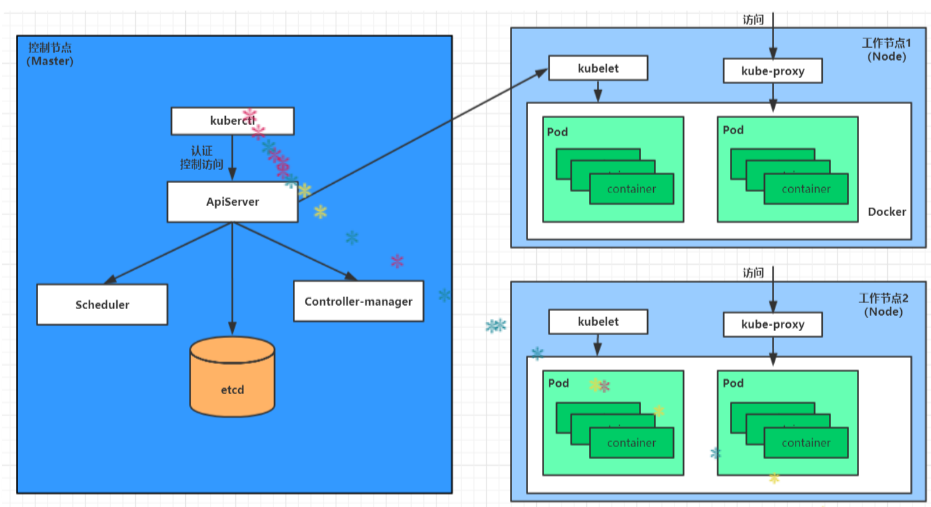 控制节点
(Master)
kuberctl
认证
控制访问
ApiServer
Scheduler
Controller-manager
etcd
访问
工作节点1
(Node)
kubelet
kube-proxy
Pod
container
Pod
container
Docker
访问
工作节点2
(Node)
kubelet
kube-proxy
Pod
container
Pod
container